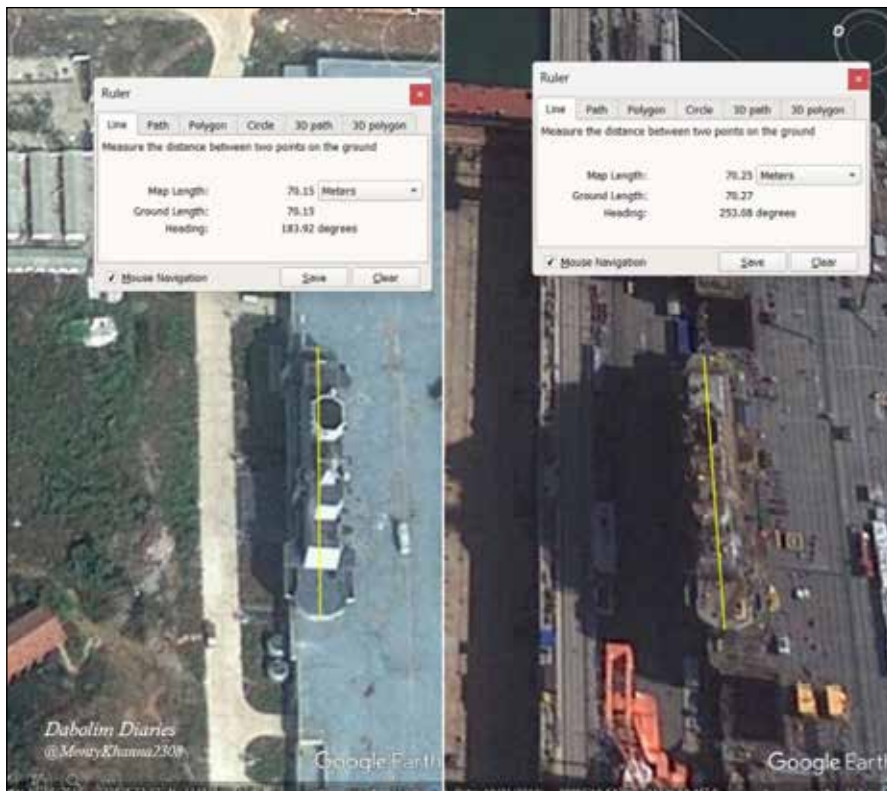 Ruler
Line Path Polygon Circle 3D path 3D polygon
Measure the distance between two points on the ground
Map Length: 70.15 Meters
Ground Length: 70.15
Heading: 183.92 degrees
Mouse Navigation Save Clear
Dabolim Diaries
@MontyKhanna2308
Google Earth
Ruler
Line Path Polygon Circle 3D path 3D polygon
Measure the distance between two points on the ground
Map Length: 70.25 Meters
Ground Length: 70.27
Heading: 253.08 degrees
Mouse Navigation Save Clear
Google Earth